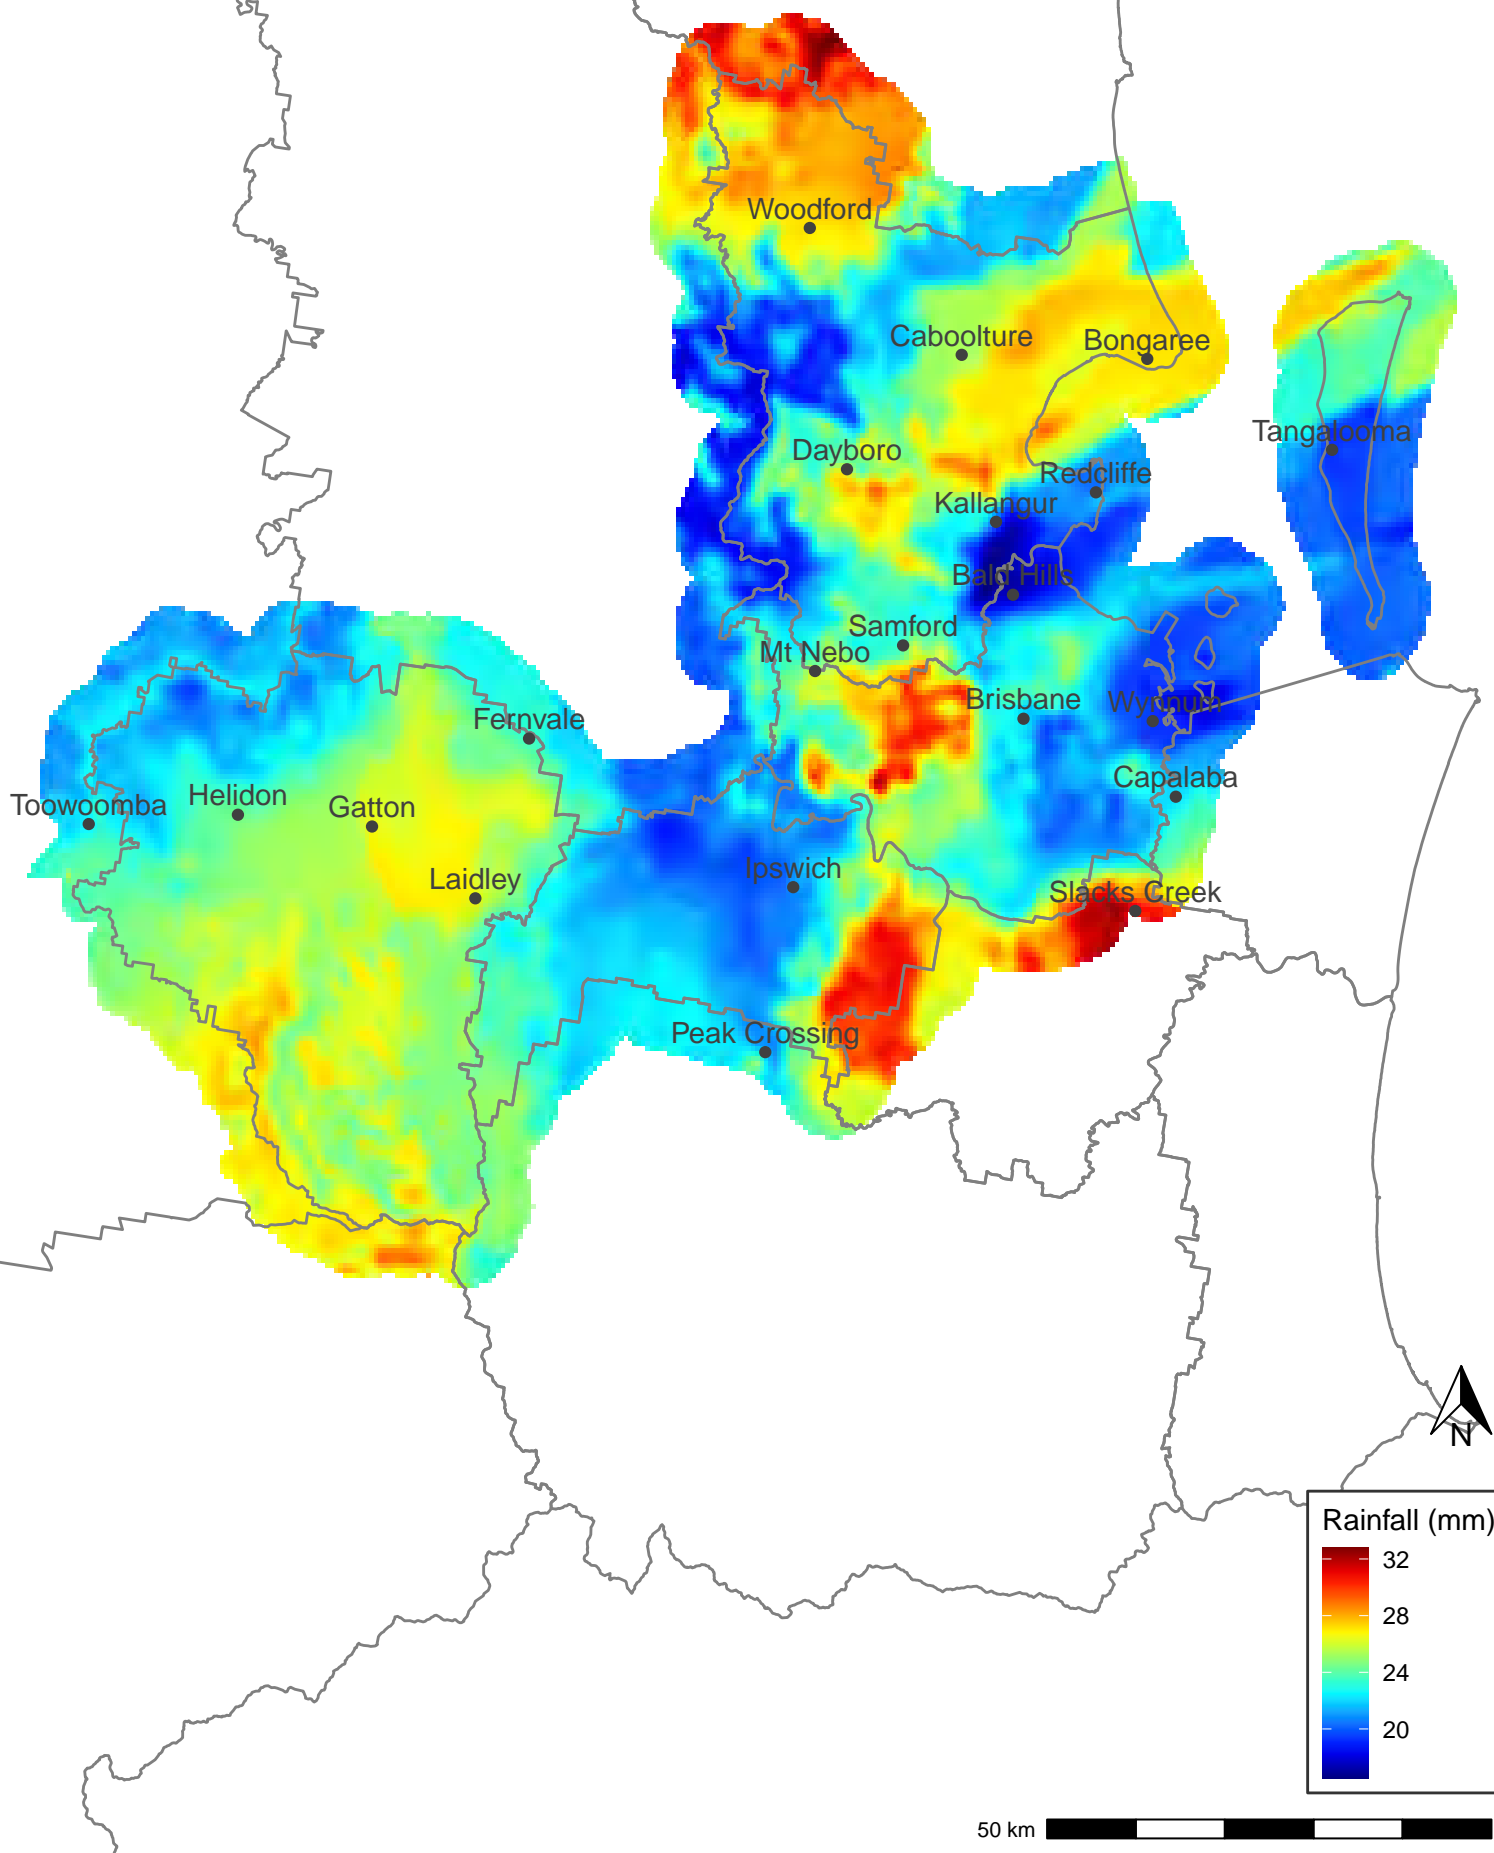 Woodford
Caboolture
Bongaree
Tangalooma
Dayboro
Redcliffe
Kallangur
Bald Hills
Samford
Mt Nebo
Brisbane
Wynnum
Fernvale
Capalaba
Toowoomba
Helidon
Gatton
Ipswich
Laidley
Slacks Creek
Peak Crossing
N
Rainfall (mm)
32
28
24
20
50 km